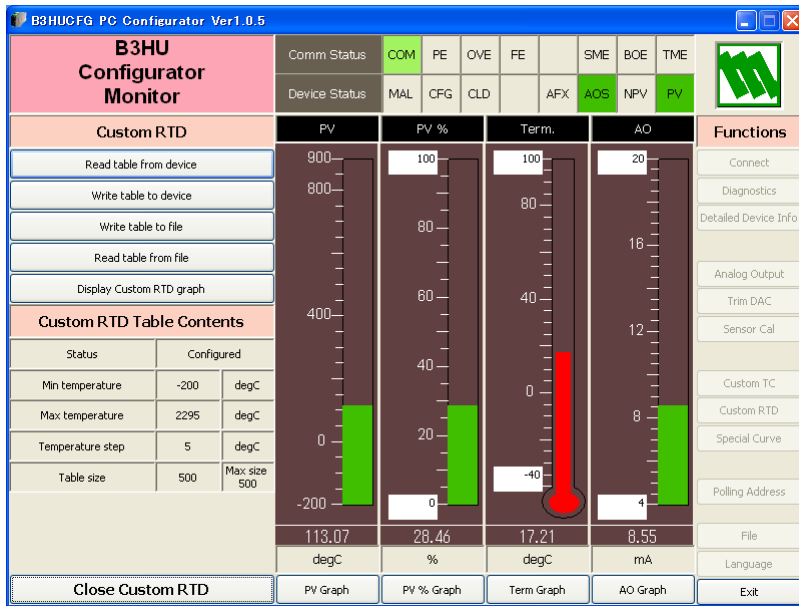 B3HUCFG PC Configurator Ver1.0.5
B3HU
Configurator
Monitor
Comm Status COM PE OVE FE SME BOE TME
Device Status MAL CFG CLD AFX AOS NPV PV
Custom RTD
Read table from device
Write table to device
Write table to file
Read table from file
Display Custom RTD graph
Custom RTD Table Contents
Status Configured
Min temperature -200 degC
Max temperature 2295 degC
Temperature step 5 degC
Table size 500 Max size
500
Close Custom RTD
PV
900
800
400
0
-200
113.07
degC
PV Graph
PV %
100
80
60
40
20
0
28.46
%
PV % Graph
Term.
100
80
40
0
-40
17.21
degC
Term Graph
AO
20
16
12
8
4
8.55
mA
AO Graph
Functions
Connect
Diagnostics
Detailed Device Info
Analog Output
Trim DAC
Sensor Cal
Custom TC
Custom RTD
Special Curve
Polling Address
File
Language
Exit